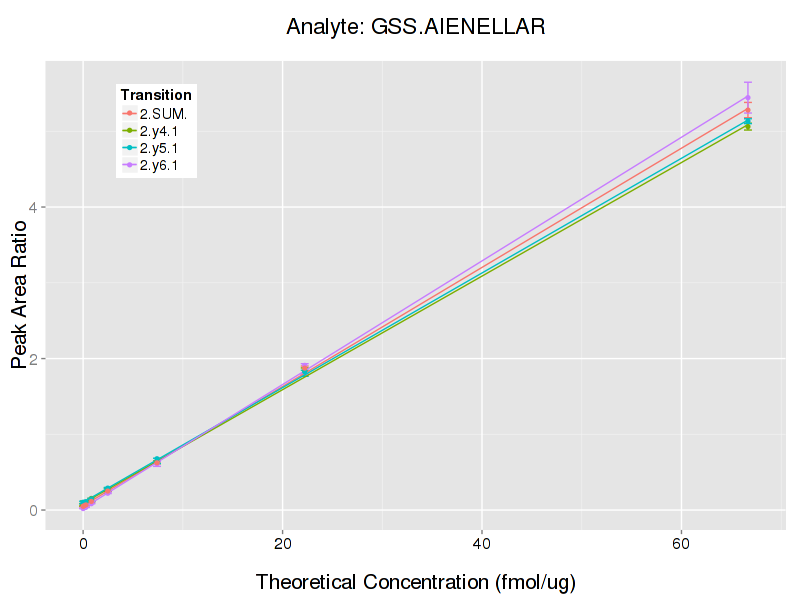 Analyte: GSS.AIENELLAR
Transition
2.SUM.
2.y4.1
2.y5.1
2.y6.1
Peak Area Ratio
4
2
0
0 20 40 60
Theoretical Concentration (fmol/ug)